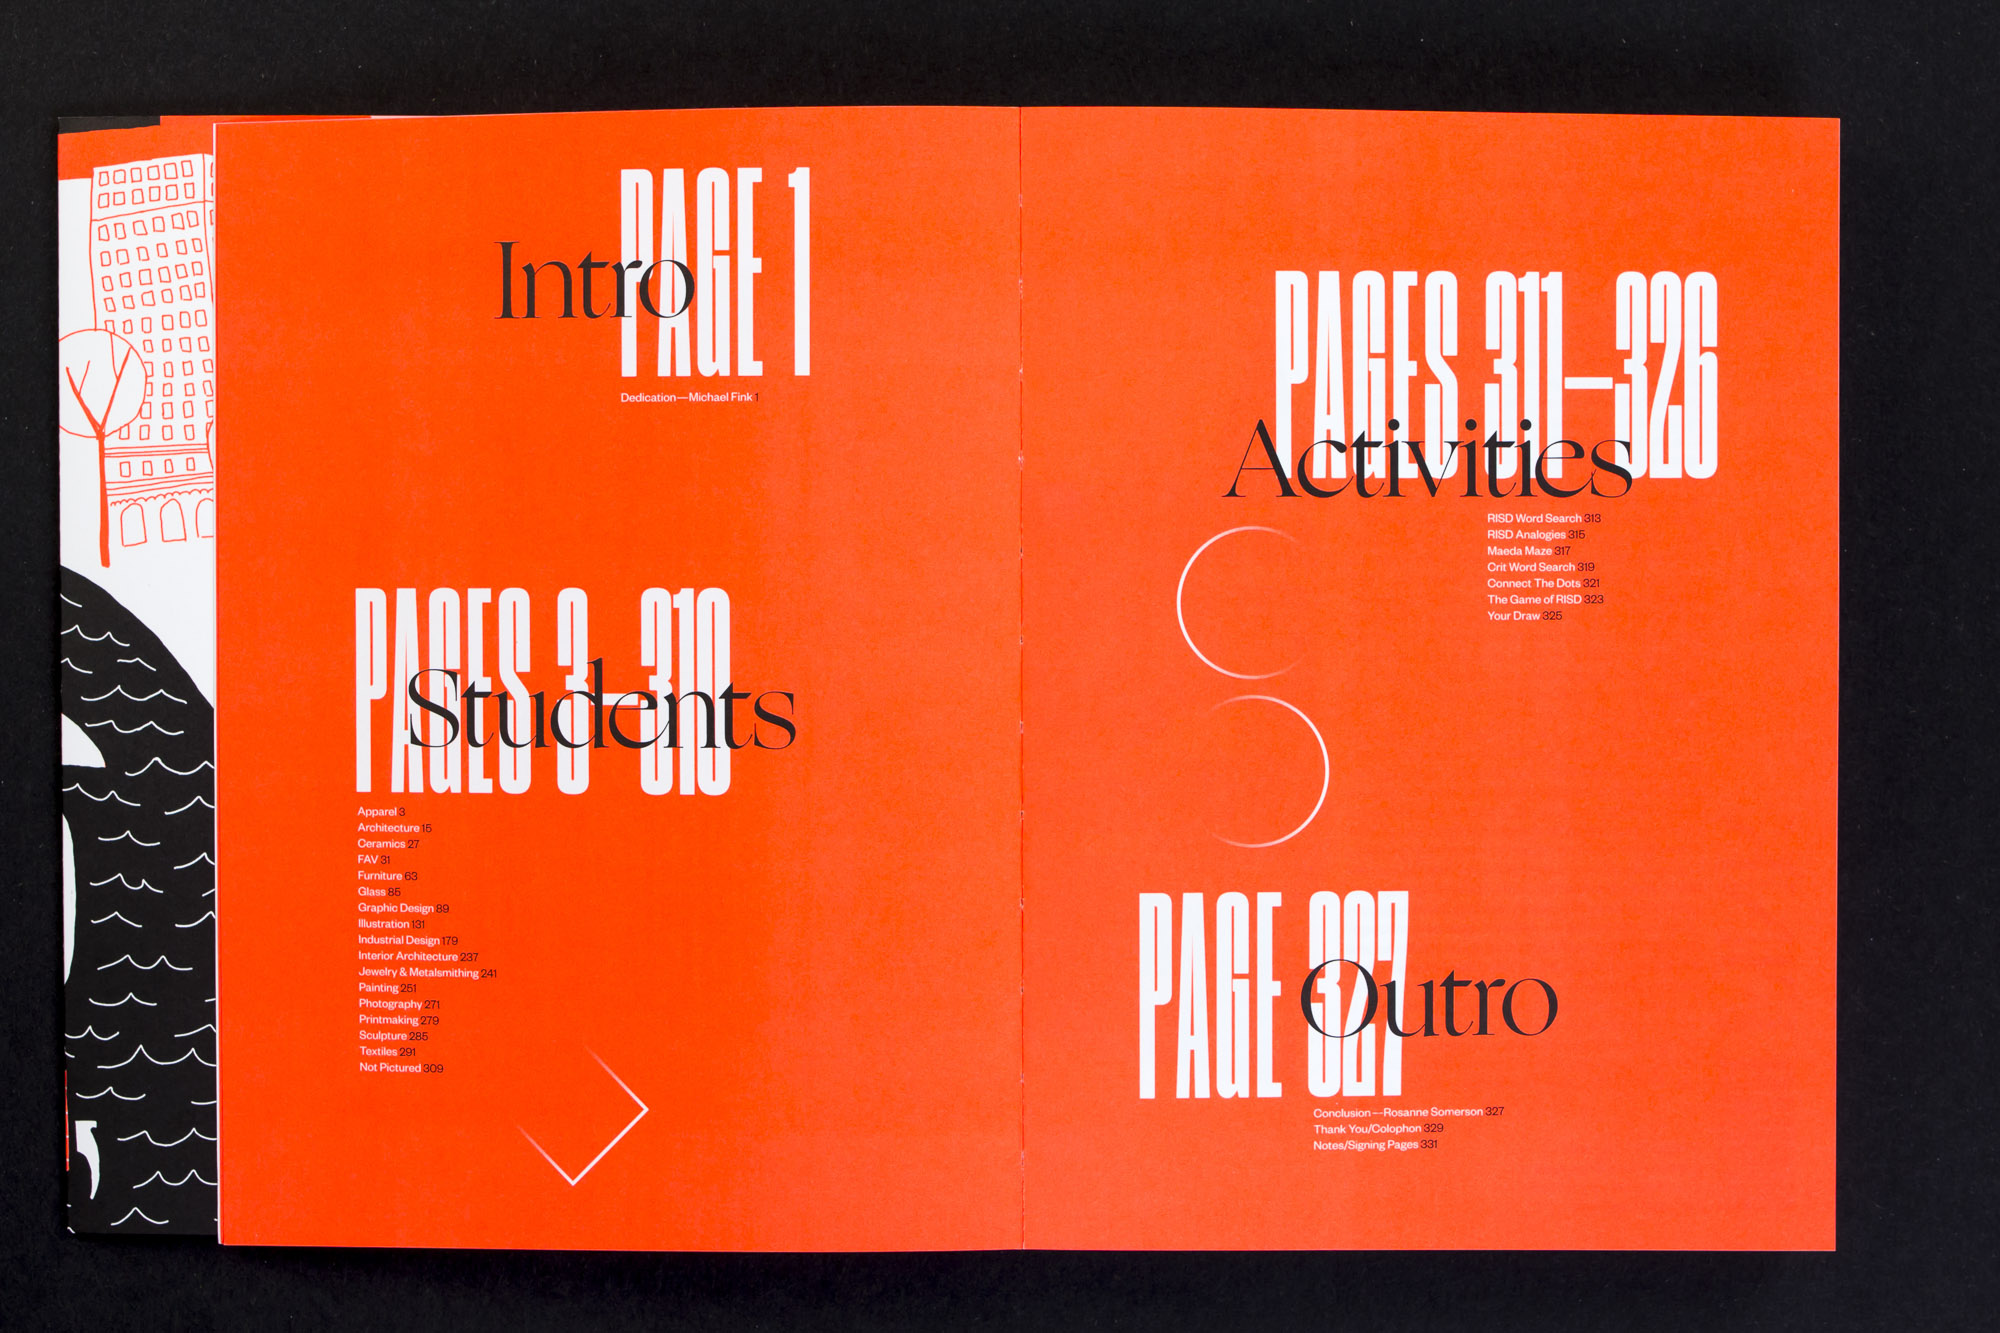 PAGE 1
Intro
Dedication—Michael Fink 1
PAGES 3–310
Students
Apparel 3
Architecture 15
Ceramics 27
FAV 31
Furniture 63
Glass 85
Graphic Design 89
Illustration 131
Industrial Design 179
Interior Architecture 237
Jewelry & Metalsmithing 241
Painting 251
Photography 271
Printmaking 279
Sculpture 285
Textiles 291
Not Pictured 309
PAGES 311–326
Activities
RISD Word Search 313
RISD Analogies 315
Maeda Maze 317
Crit Word Search 319
Connect The Dots 321
The Game of RISD 323
Your Draw 325
PAGE 327
Outro
Conclusion—Rosanne Somerson 327
Thank You/Colophon 329
Notes/Signing Pages 331